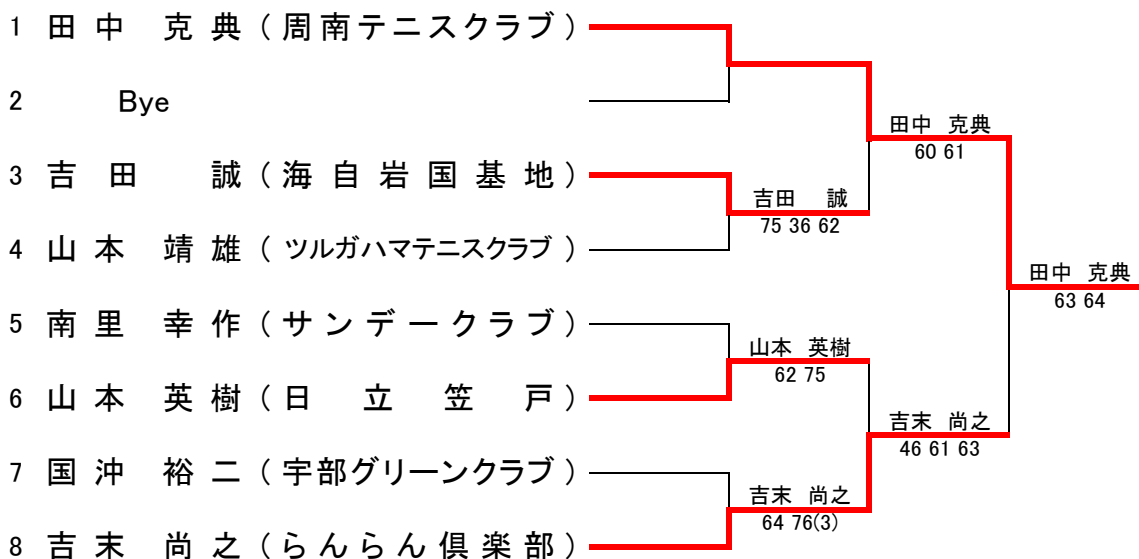 1 田中 克典 (周南テニスクラブ)
2 Bye
3 吉田 誠 (海自岩国基地)
4 山本 靖雄 (ツルガハマテニスクラブ)
5 南里 幸作 (サンデークラブ)
6 山本 英樹 (日立笠戸)
7 国沖 裕二 (宇部グリーンクラブ)
8 吉末 尚之 (らんらん倶楽部)
吉田 誠
75 36 62
山本 英樹
62 75
吉末 尚之
64 76(3)
田中 克典
60 61
吉末 尚之
46 61 63
田中 克典
63 64